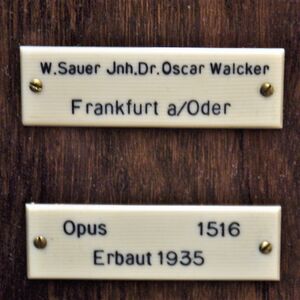 W. Sauer Jnh. Dr. Oscar Walcker
Frankfurt a/Oder
Opus 1516
Erbaut 1935